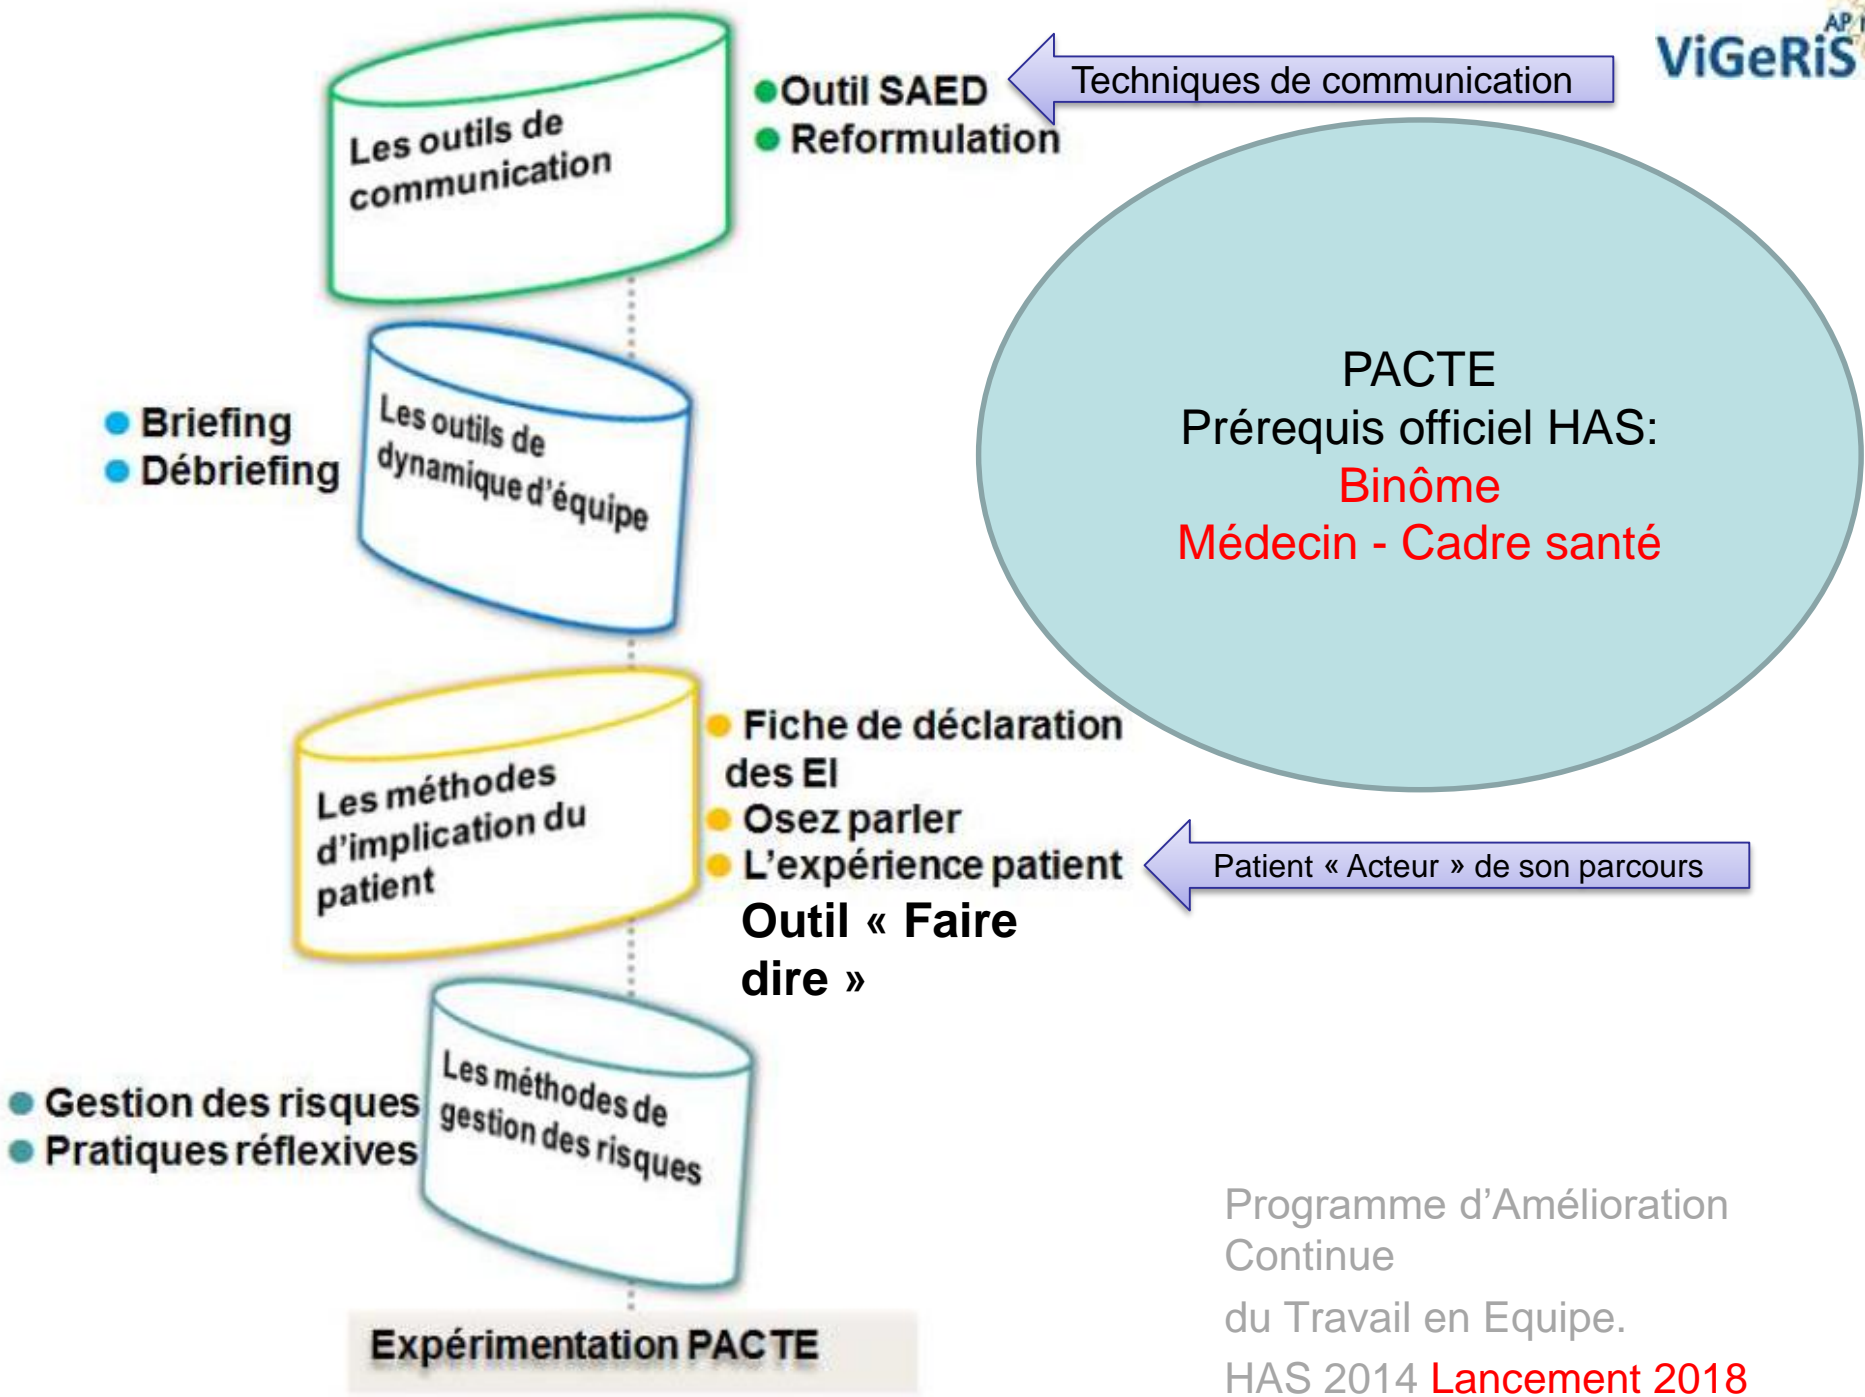 ViGeRiS
AP
Techniques de communication
●Outil SAED
● Reformulation
Les outils de
communication
PACTE
Prérequis officiel HAS:
Binôme
Médecin - Cadre santé
● Briefing
● Débriefing
Les outils de
dynamique d'équipe
● Fiche de déclaration
des EI
● Osez parler
● L'expérience patient
Outil « Faire
dire »
Patient « Acteur » de son parcours
Les méthodes
d'implication du
patient
● Gestion des risques
● Pratiques réflexives
Les méthodes de
gestion des risques
Expérimentation PACTE
Programme d'Amélioration
Continue
du Travail en Equipe.
HAS 2014 Lancement 2018